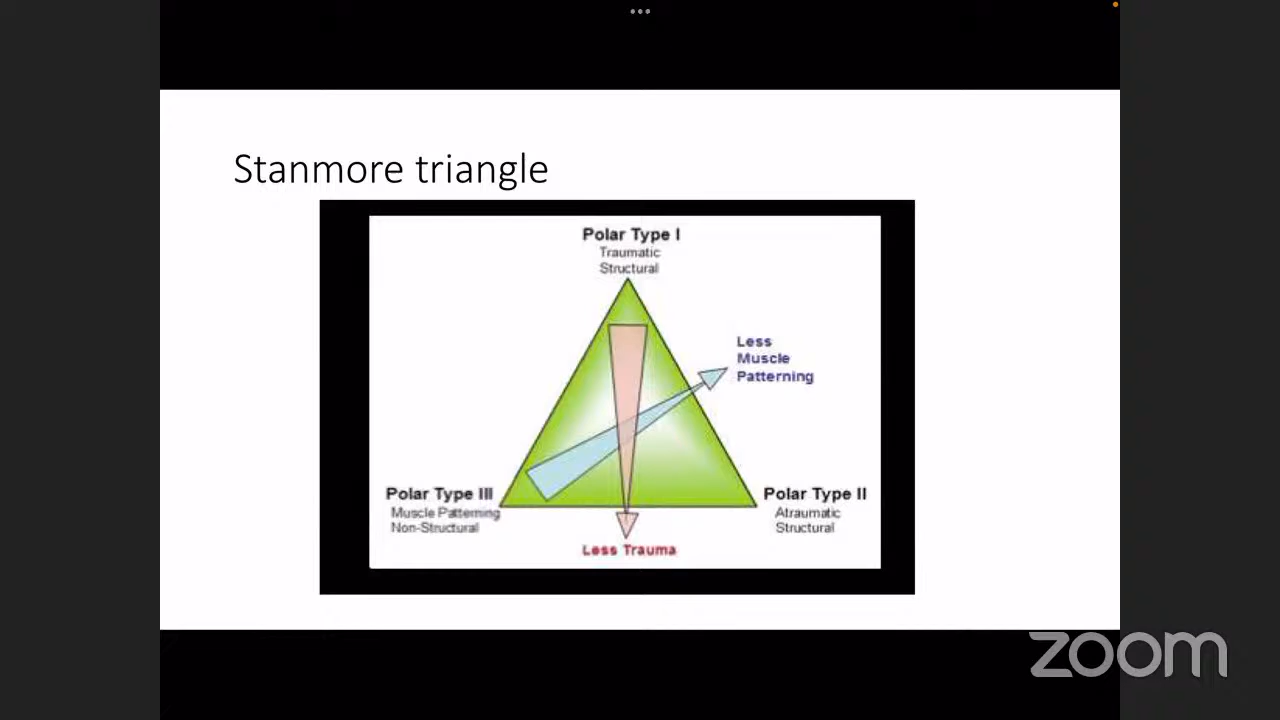 Stanmore triangle
Polar Type I
Traumatic
Structural
Less
Muscle
Patterning
Polar Type III
Muscle Patterning
Non-Structural
Polar Type II
Atraumatic
Structural
Less Trauma
zoom